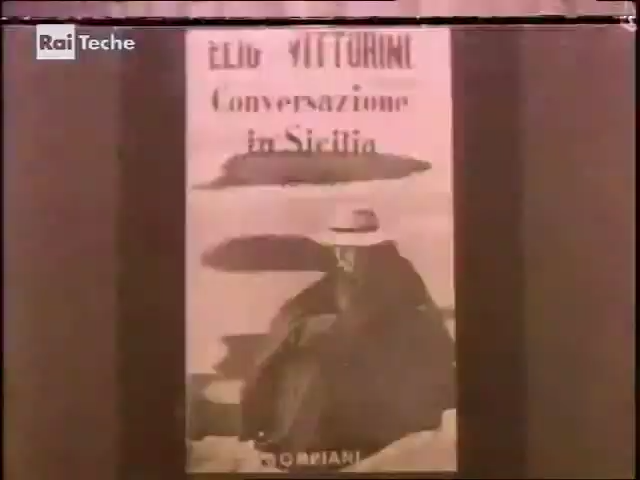 Rai Teche
ELIO VITTORINI
Conversazione
in Sicilia
BOMPIANI